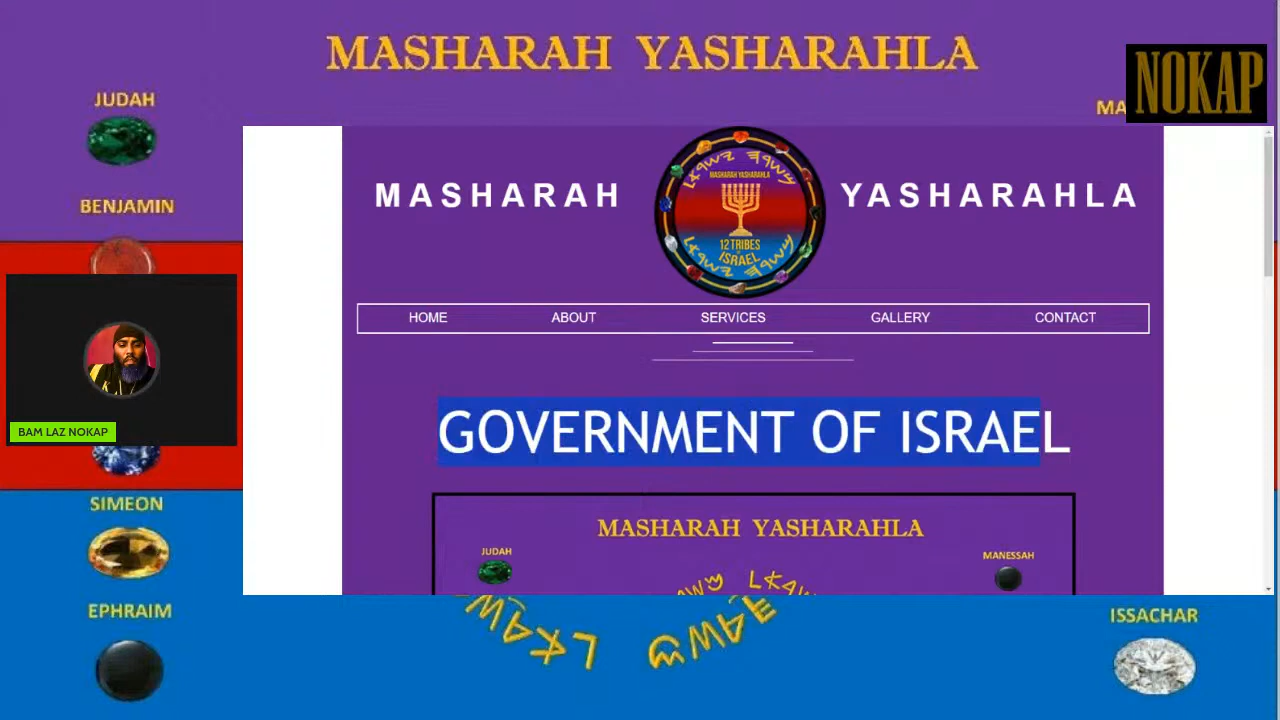 MASHARAH YASHARAHLA
NOKAP
JUDAH
BENJAMIN
BAM LAZ NOKAP
SIMEON
EPHRAIM
ISSACHAR
MASHARAH
YASHARAHLA
MASHARAH YASHARAHLA
12 TRIBES
OF
ISRAEL
HOME ABOUT SERVICES GALLERY CONTACT
GOVERNMENT OF ISRAEL
MASHARAH YASHARAHLA
JUDAH
MANESSAH